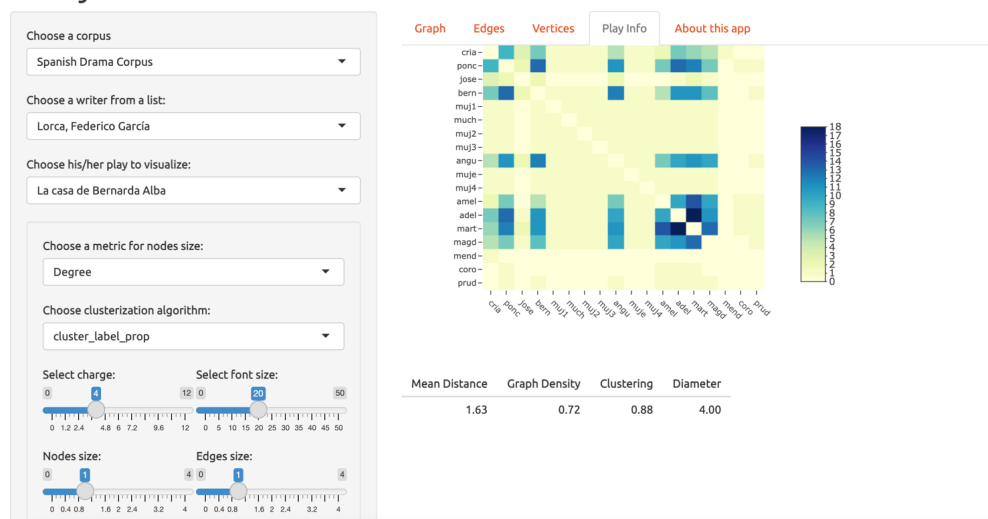 Choose a corpus
Spanish Drama Corpus
Choose a writer from a list:
Lorca, Federico García
Choose his/her play to visualize:
La casa de Bernarda Alba
Choose a metric for nodes size:
Degree
Choose clusterization algorithm:
cluster_label_prop
Select charge:
0 4 12
0 1.2 2.4 4.8 6 7.2 9.6 12
Select font size:
0 20 50
0 5 10 15 20 25 30 35 40 45 50
Nodes size:
0 1 4
0 0.4 0.8 1.6 2 2.4 3.2 4
Edges size:
0 1 4
0 0.4 0.8 1.6 2 2.4 3.2 4
Graph Edges Vertices Play Info About this app
cria
ponc
jose
bern
muj1
much
muj2
muj3
angu
muje
muj4
amel
adel
mart
magd
mend
coro
prud
cria ponc jose bern muj1 much muj2 muj3 angu muje muj4 amel adel mart magd mend coro prud
18
17
16
15
14
13
12
11
10
9
8
7
6
5
4
3
2
1
0
Mean Distance Graph Density Clustering Diameter
1.63 0.72 0.88 4.00